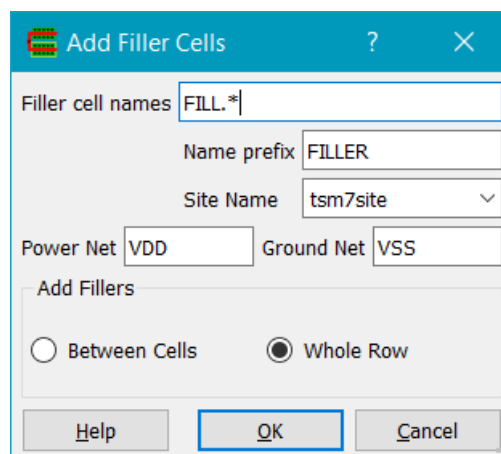 Add Filler Cells ? ×
Filler cell names FILL.*
Name prefix FILLER
Site Name tsm7site
Power Net VDD Ground Net VSS
Add Fillers
Between Cells Whole Row
Help OK Cancel